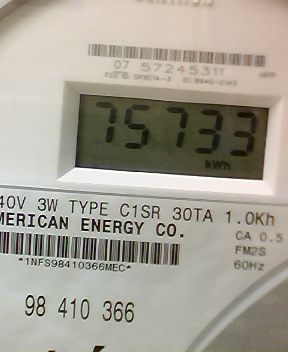 07 57245311
75733
kWh
40V 3W TYPE C1SR 30TA 1.0Kh
MERICAN ENERGY CO.
CA 0.5
FM2S
*1NFS98410366MEC*
60Hz
98 410 366